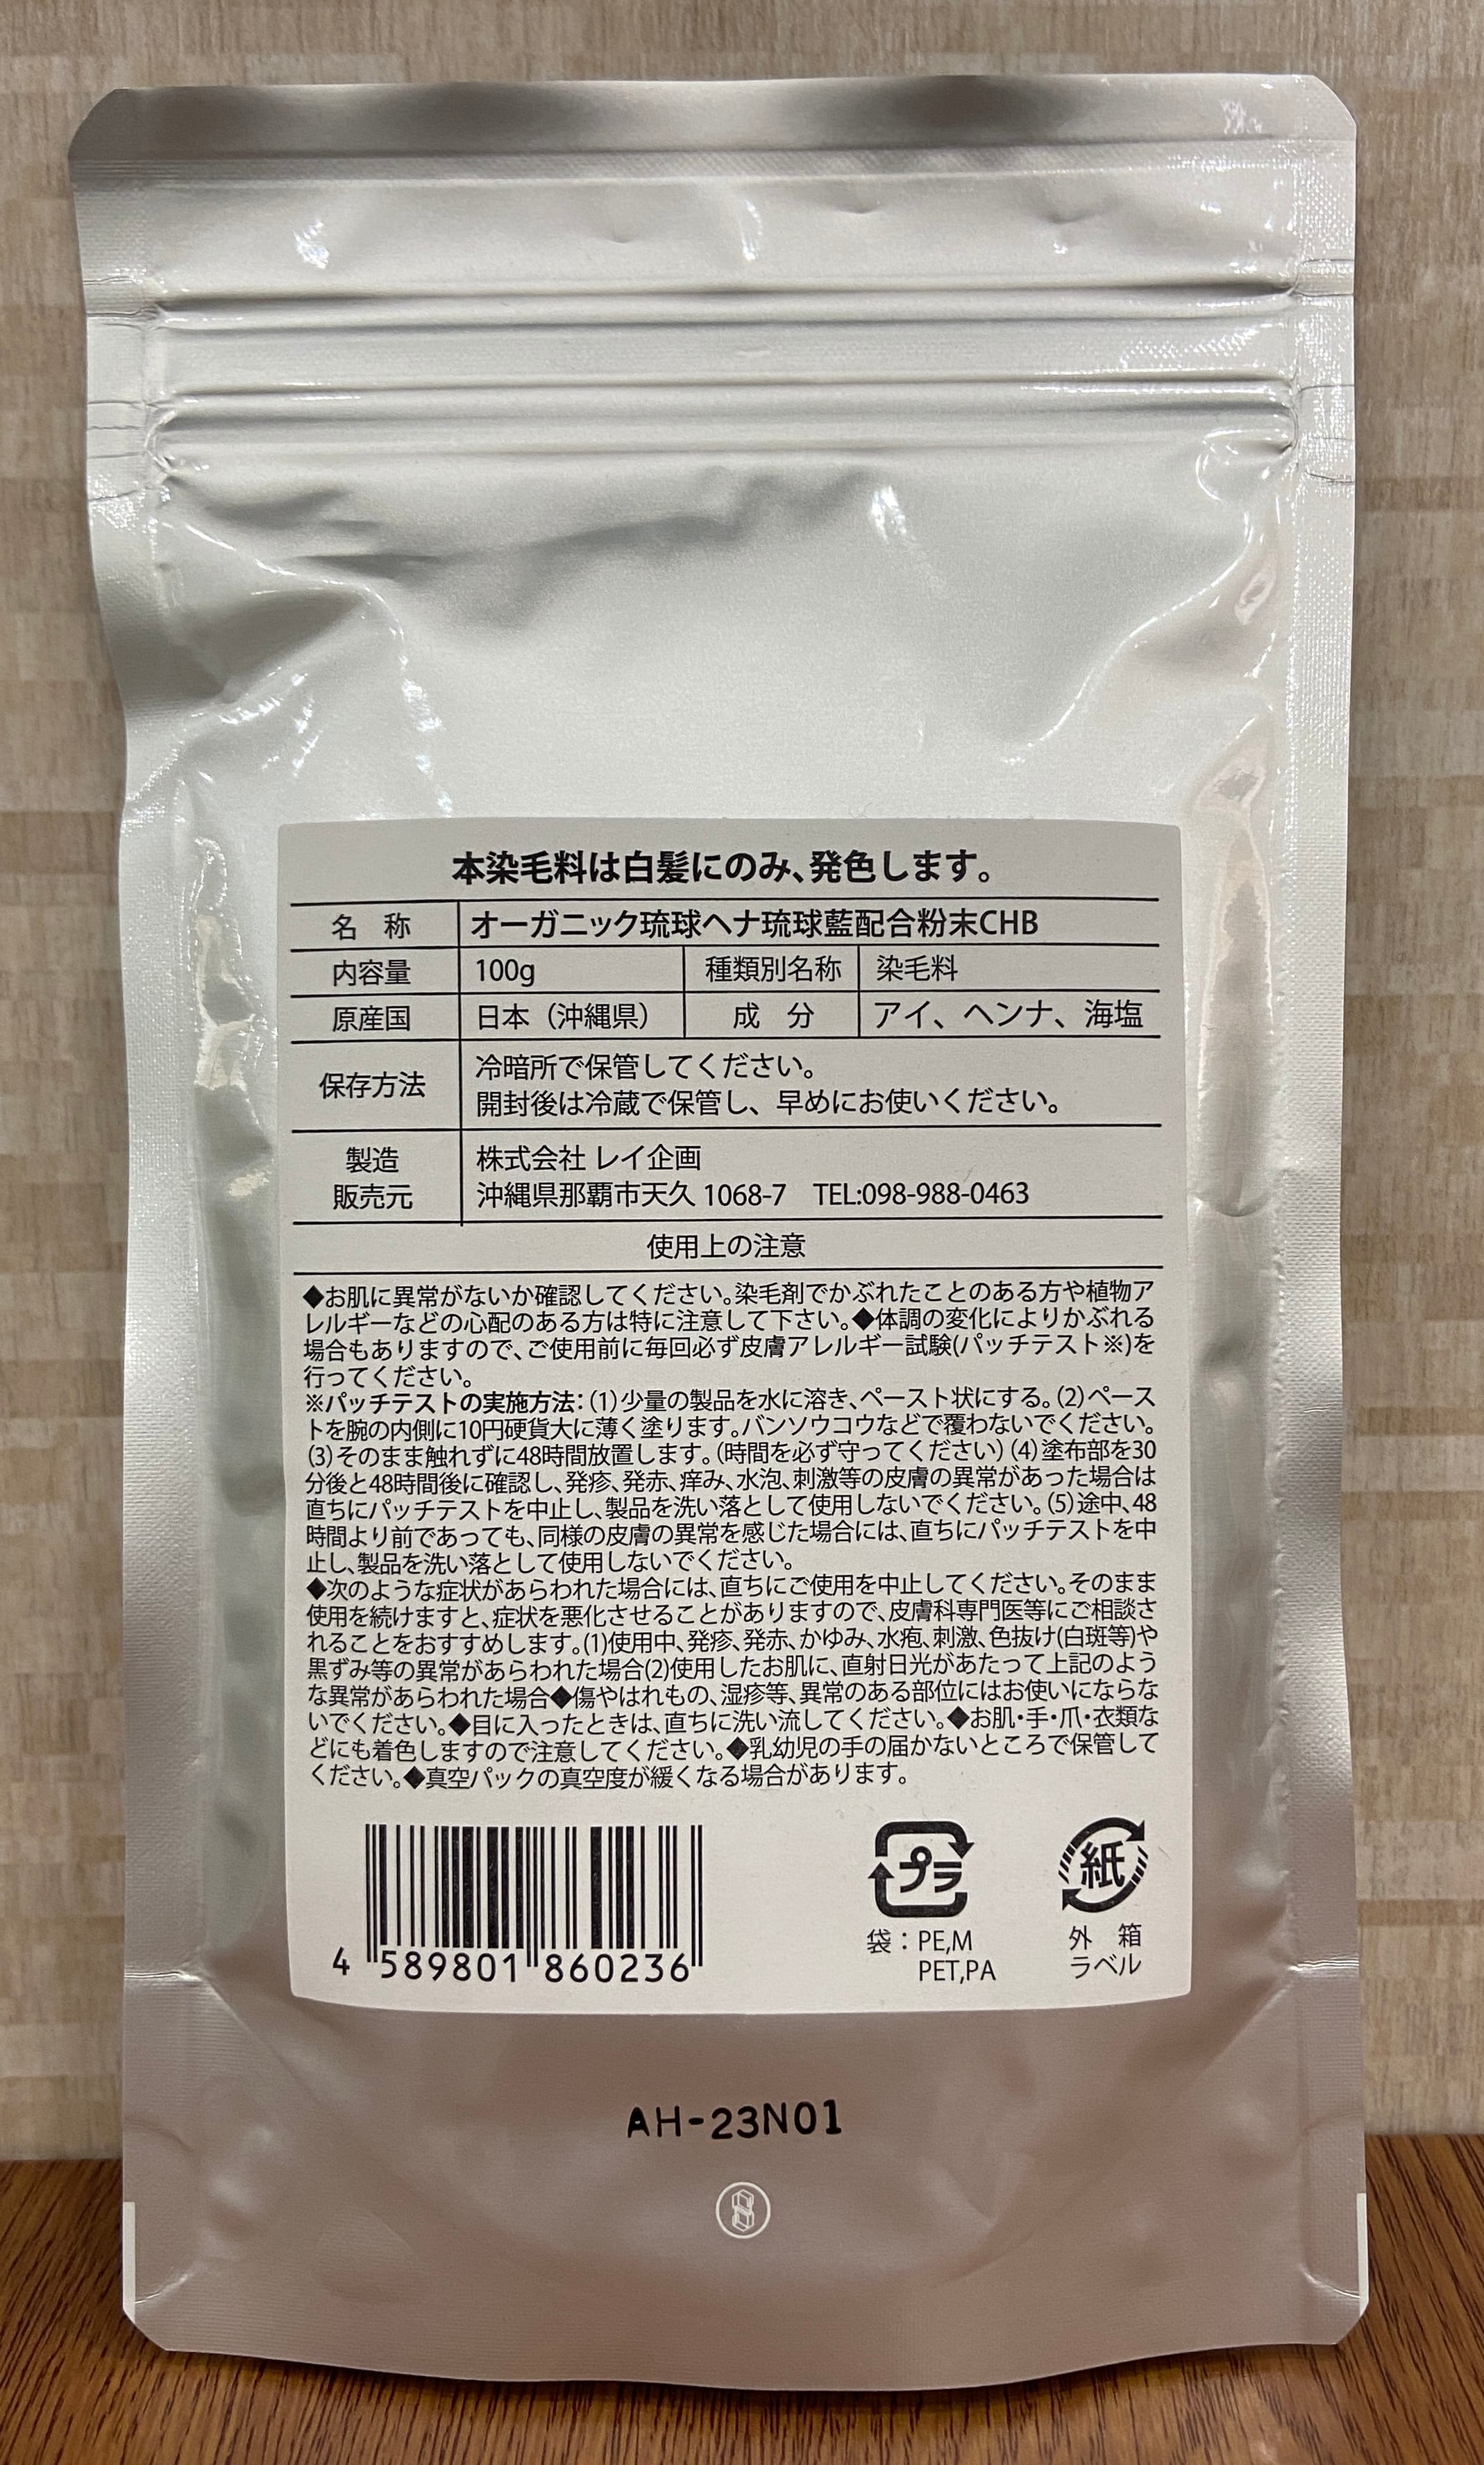 本染毛料は白髪にのみ、発色します。
名　称　オーガニック琉球ヘナ琉球藍配合粉末CHB
内容量　100g　種類別名称　染毛料
原産国　日本（沖縄県）　成　分　アイ、ヘンナ、海塩
保存方法　冷暗所で保管してください。
開封後は冷蔵で保管し、早めにお使いください。
製造　株式会社 レイ企画
販売元　沖縄県那覇市天久 1068-7　TEL:098-988-0463
使用上の注意
◆お肌に異常がないか確認してください。染毛剤でかぶれたことのある方や植物ア
レルギーなどの心配のある方は特に注意して下さい。◆体調の変化によりかぶれる
場合もありますので、ご使用前に毎回必ず皮膚アレルギー試験(パッチテスト※)を
行ってください。
※パッチテストの実施方法：(1)少量の製品を水に溶き、ペースト状にする。(2)ペース
トを腕の内側に10円硬貨大に薄く塗ります。バンソウコウなどで覆わないでください。
(3)そのまま触れずに48時間放置します。(時間を必ず守ってください) (4)塗布部を30
分後と48時間後に確認し、発疹、発赤、痒み、水泡、刺激等の皮膚の異常があった場合は
直ちにパッチテストを中止し、製品を洗い落として使用しないでください。(5)途中、48
時間より前であっても、同様の皮膚の異常を感じた場合には、直ちにパッチテストを中
止し、製品を洗い落として使用しないでください。
◆次のような症状があらわれた場合には、直ちにご使用を中止してください。そのまま
使用を続けますと、症状を悪化させることがありますので、皮膚科専門医等にご相談さ
れることをおすすめします。(1)使用中、発疹、発赤、かゆみ、水疱、刺激、色抜け(白斑等)や
黒ずみ等の異常があらわれた場合(2)使用したお肌に、直射日光があたって上記のよう
な異常があらわれた場合◆傷やはれもの、湿疹等、異常のある部位にはお使いにならな
いでください。◆目に入ったときは、直ちに洗い流してください。◆お肌・手・爪・衣類な
どにも着色しますので注意してください。◆乳幼児の手の届かないところで保管して
ください。◆真空パックの真空度が緩くなる場合があります。
プラ　紙
袋：PE,M　外　箱
PET,PA　ラベル
4 589801 860236
AH-23N01